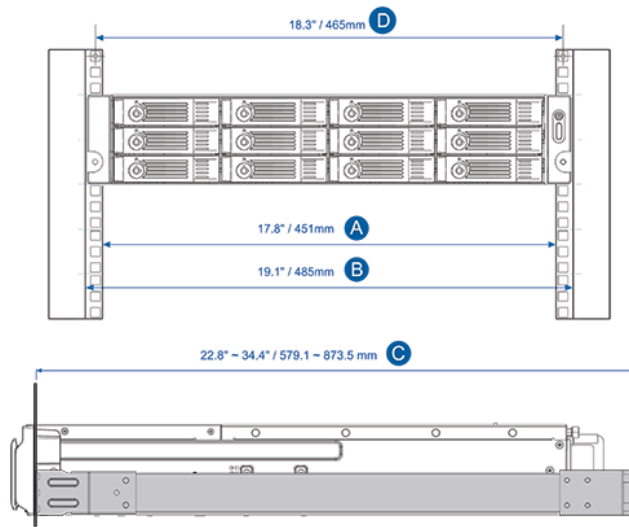 18.3" / 465mm D
17.8" / 451mm A
19.1" / 485mm B
22.8" ~ 34.4" / 579.1 ~ 873.5 mm C